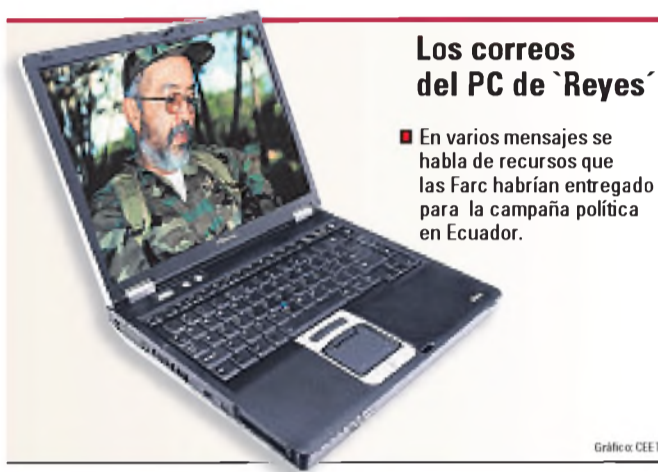 Los correos
del PC de `Reyes´
En varios mensajes se
habla de recursos que
las Farc habrían entregado
para la campaña política
en Ecuador.
Gráfico: CEET